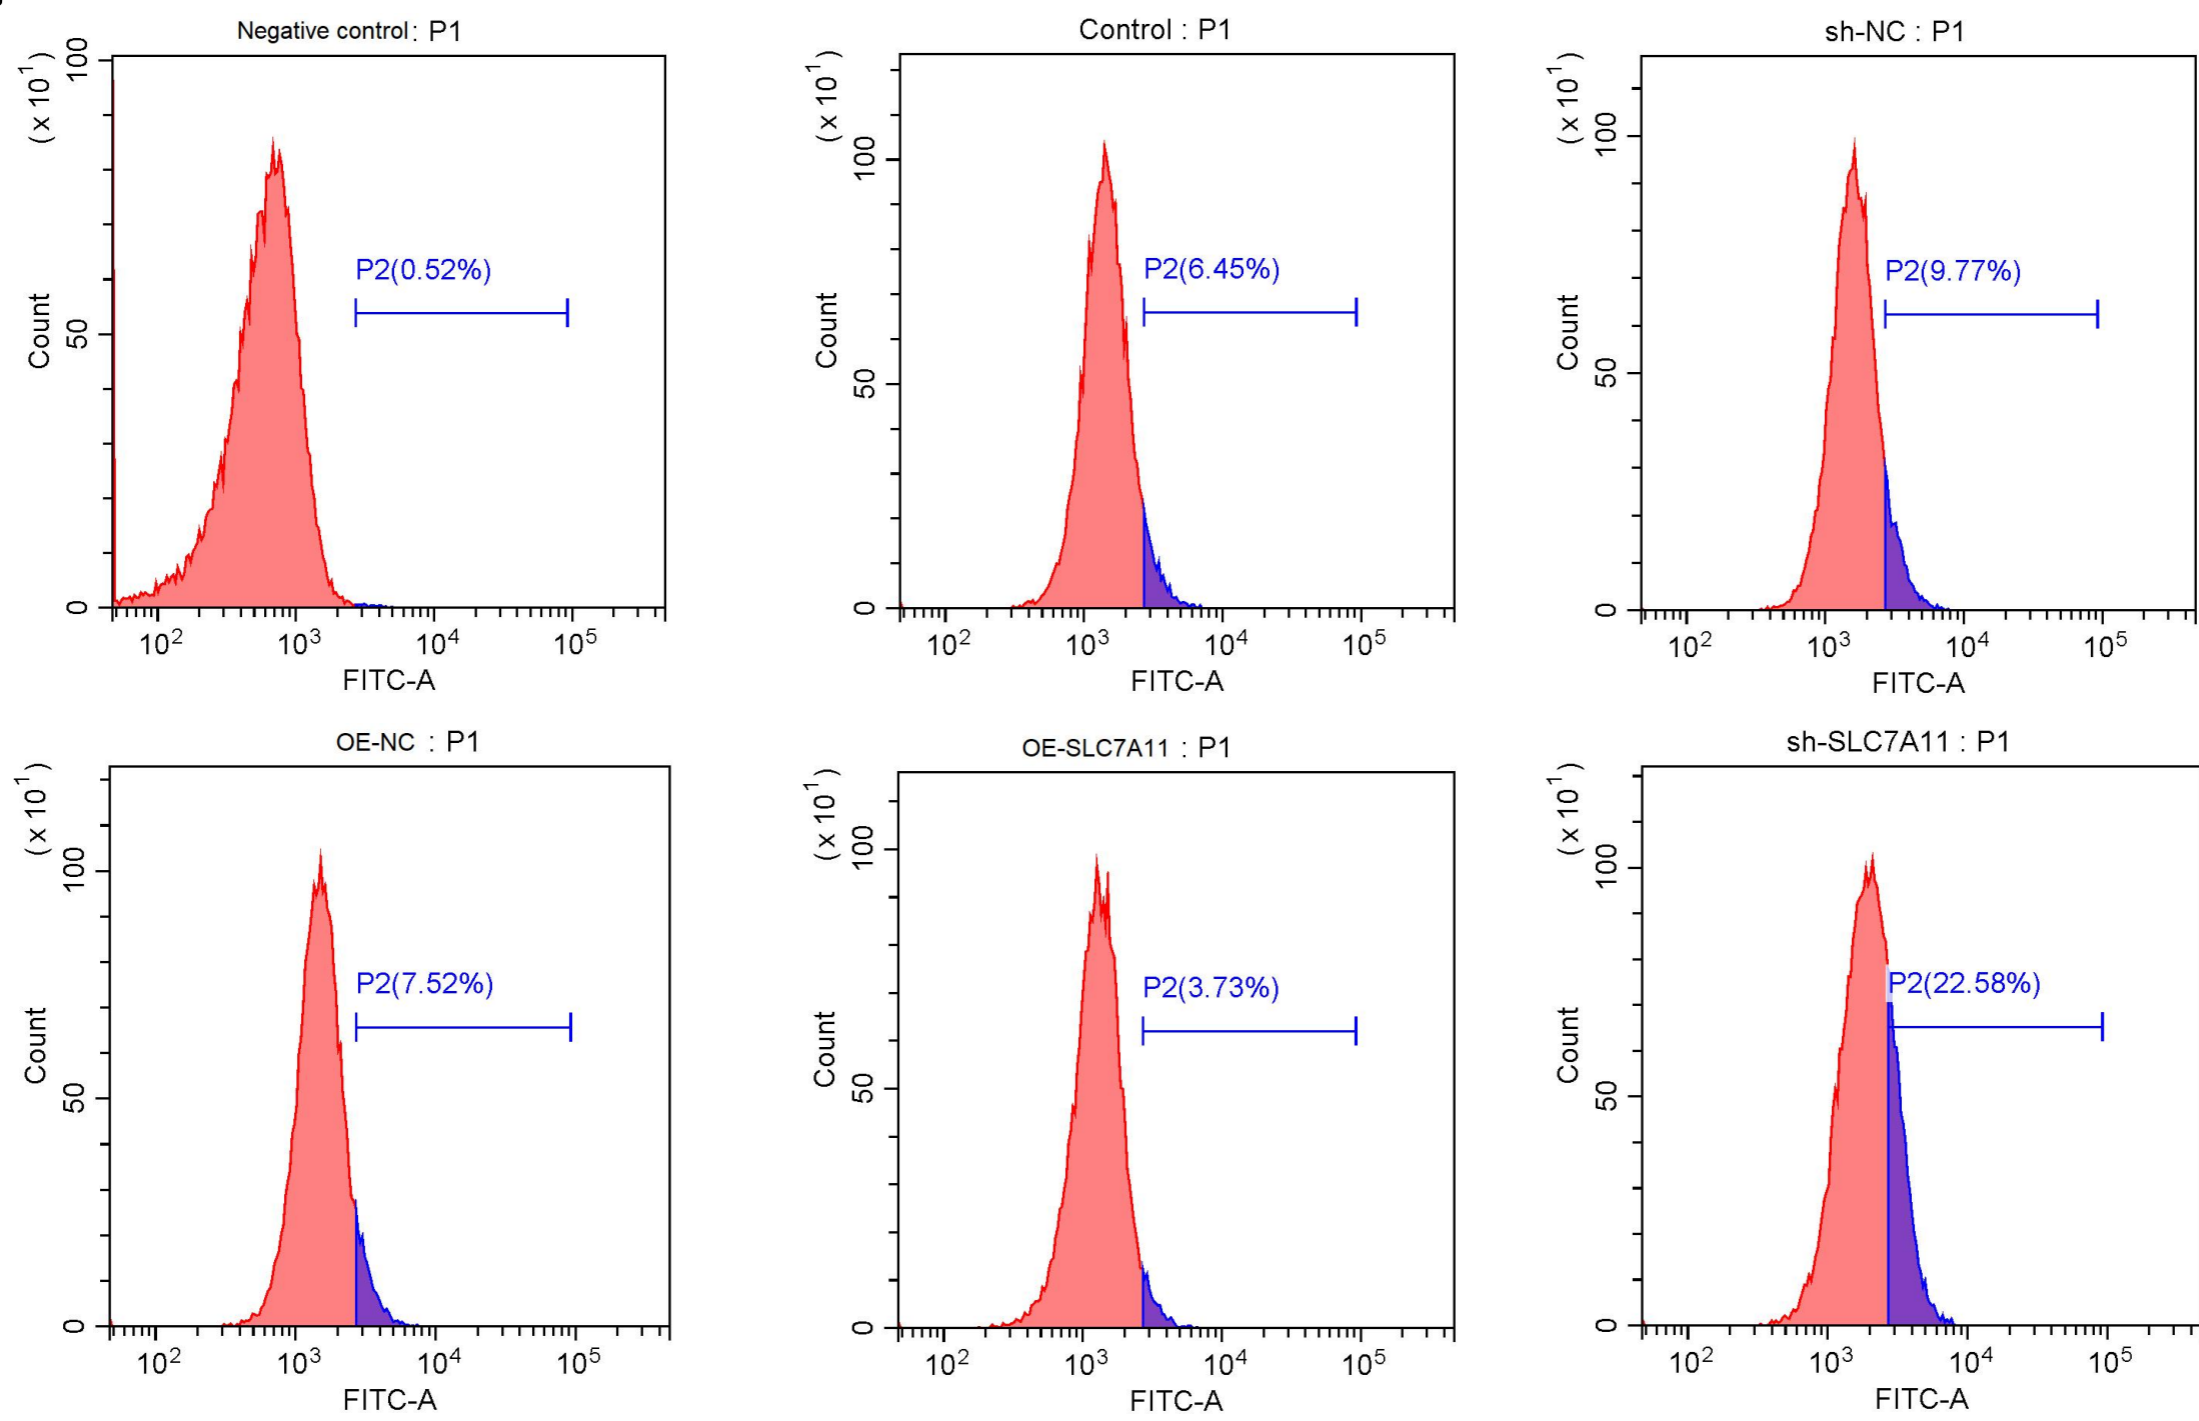 Negative control: P1
(x 10¹)
Count
100
50
0
P2(0.52%)
10² 10³ 10⁴ 10⁵
FITC-A
Control : P1
(x 10¹)
Count
100
50
0
P2(6.45%)
10² 10³ 10⁴ 10⁵
FITC-A
sh-NC : P1
(x 10¹)
Count
100
50
0
P2(9.77%)
10² 10³ 10⁴ 10⁵
FITC-A
OE-NC : P1
(x 10¹)
Count
100
50
0
P2(7.52%)
10² 10³ 10⁴ 10⁵
FITC-A
OE-SLC7A11 : P1
(x 10¹)
Count
100
50
0
P2(3.73%)
10² 10³ 10⁴ 10⁵
FITC-A
sh-SLC7A11 : P1
(x 10¹)
Count
100
50
0
P2(22.58%)
10² 10³ 10⁴ 10⁵
FITC-A